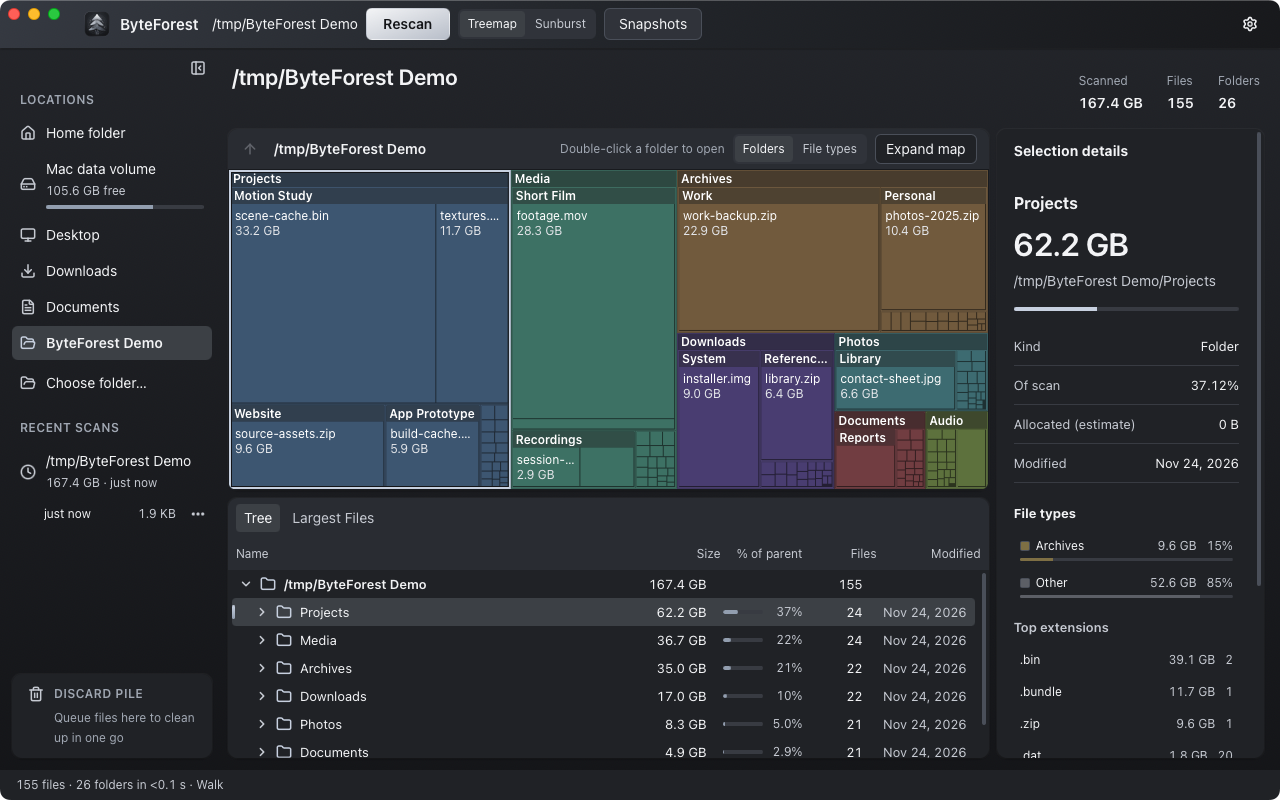 ByteForest /tmp/ByteForest Demo Rescan Treemap Sunburst Snapshots
LOCATIONS
Home folder
Mac data volume
105.6 GB free
Desktop
Downloads
Documents
ByteForest Demo
Choose folder...
RECENT SCANS
/tmp/ByteForest Demo
167.4 GB · just now
just now 1.9 KB
DISCARD PILE
Queue files here to clean
up in one go
/tmp/ByteForest Demo
Scanned Files Folders
167.4 GB 155 26
/tmp/ByteForest Demo Double-click a folder to open Folders File types Expand map
Projects
Motion Study
scene-cache.bin
33.2 GB
textures....
11.7 GB
Website
source-assets.zip
9.6 GB
App Prototype
build-cache....
5.9 GB
Media
Short Film
footage.mov
28.3 GB
Recordings
session-...
2.9 GB
Archives
Work
work-backup.zip
22.9 GB
Personal
photos-2025.zip
10.4 GB
Downloads
System
installer.img
9.0 GB
Referenc...
library.zip
6.4 GB
Photos
Library
contact-sheet.jpg
6.6 GB
Documents
Reports
Audio
Tree Largest Files
Name Size % of parent Files Modified
/tmp/ByteForest Demo 167.4 GB 155
Projects 62.2 GB 37% 24 Nov 24, 2026
Media 36.7 GB 22% 24 Nov 24, 2026
Archives 35.0 GB 21% 22 Nov 24, 2026
Downloads 17.0 GB 10% 22 Nov 24, 2026
Photos 8.3 GB 5.0% 21 Nov 24, 2026
Documents 4.9 GB 2.9% 21 Nov 24, 2026
Selection details
Projects
62.2 GB
/tmp/ByteForest Demo/Projects
Kind Folder
Of scan 37.12%
Allocated (estimate) 0 B
Modified Nov 24, 2026
File types
Archives 9.6 GB 15%
Other 52.6 GB 85%
Top extensions
.bin 39.1 GB 2
.bundle 11.7 GB 1
.zip 9.6 GB 1
.dat 1.8 GB 20
155 files · 26 folders in <0.1 s · Walk